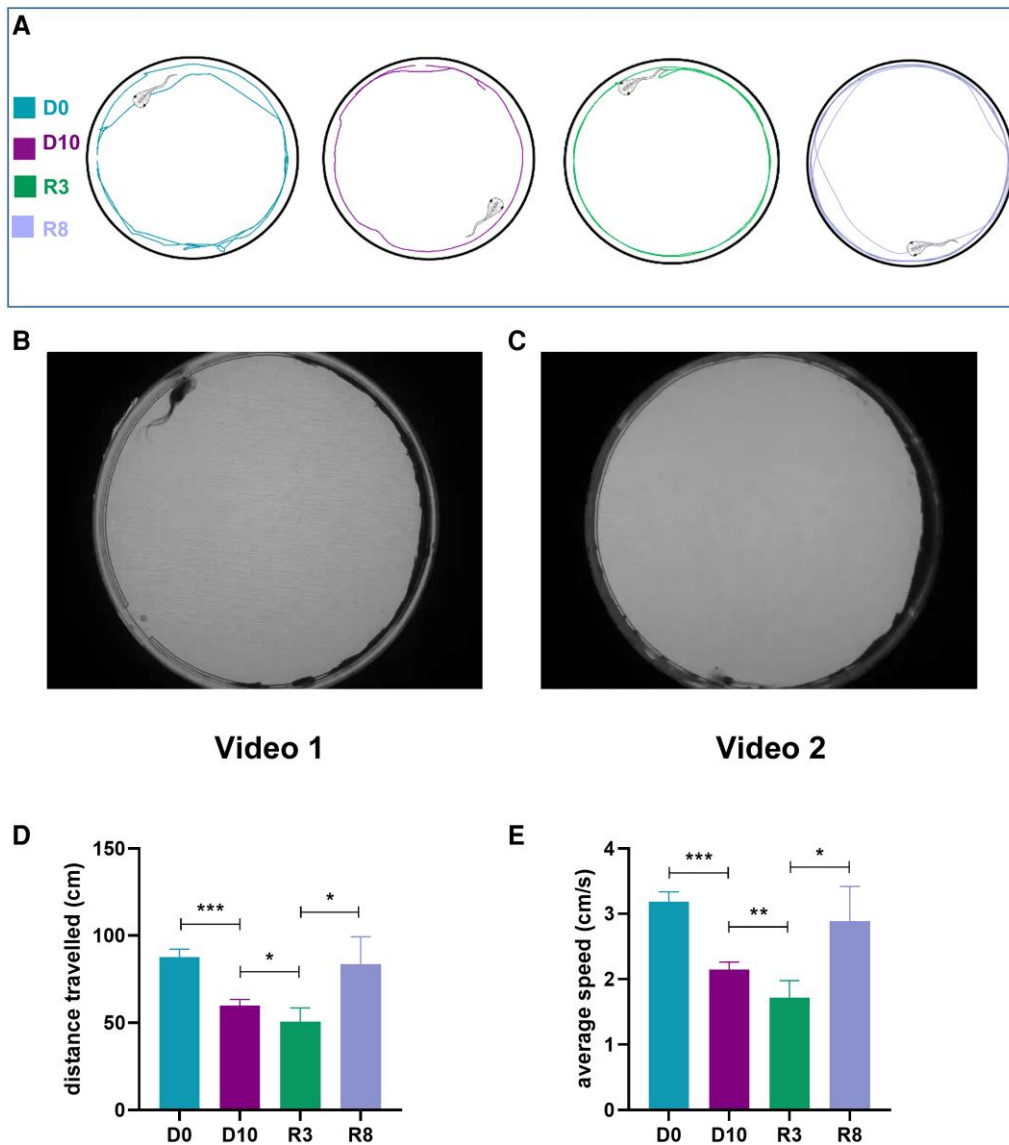 A
D0
D10
R3
R8
B
C
Video 1
Video 2
D
distance travelled (cm)
150
100
50
0
***
*
*
D0 D10 R3 R8
E
average speed (cm/s)
4
3
2
1
0
***
**
*
D0 D10 R3 R8